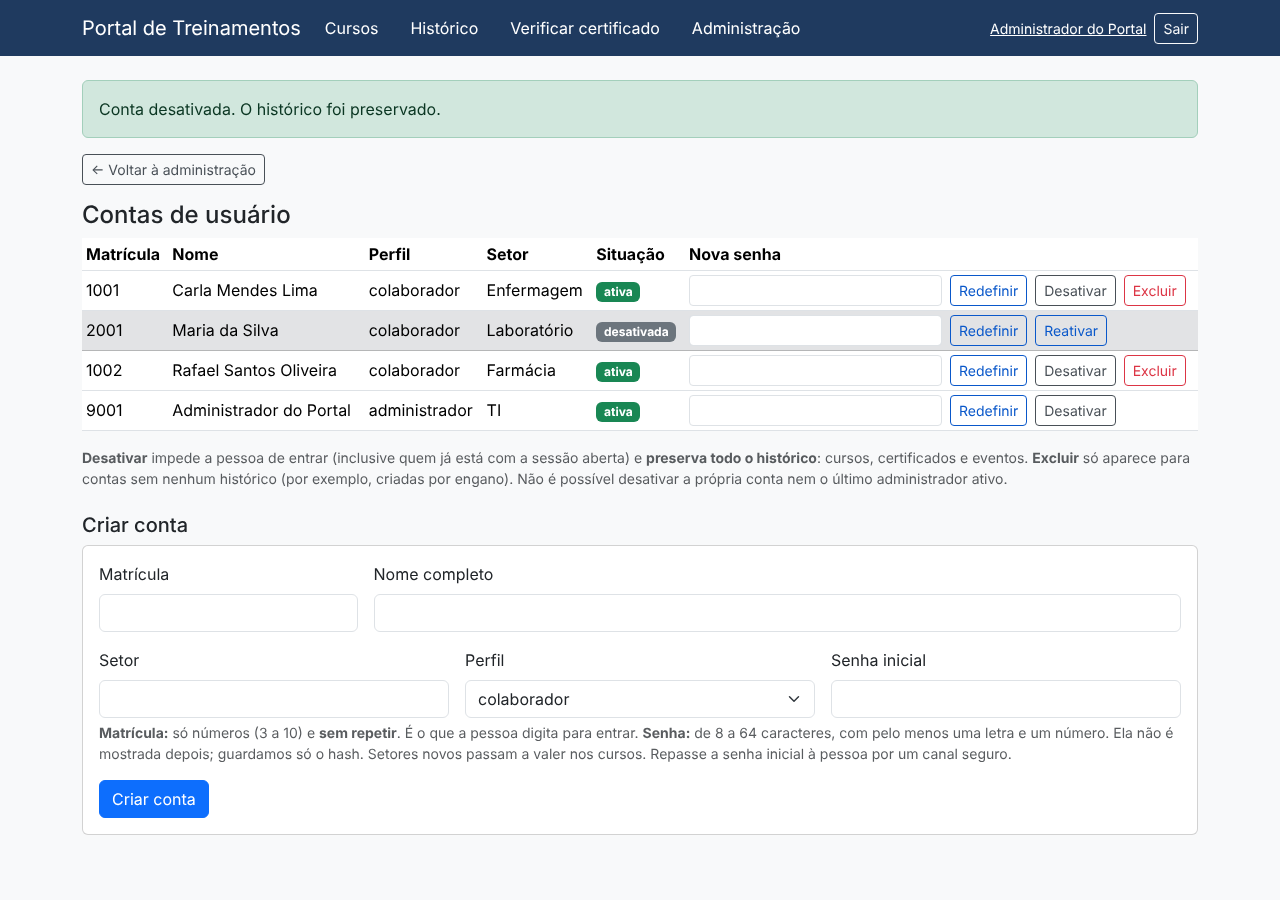 Portal de Treinamentos Cursos Histórico Verificar certificado Administração Administrador do Portal Sair
Conta desativada. O histórico foi preservado.
← Voltar à administração
Contas de usuário
Matrícula Nome Perfil Setor Situação Nova senha
1001 Carla Mendes Lima colaborador Enfermagem ativa Redefinir Desativar Excluir
2001 Maria da Silva colaborador Laboratório desativada Redefinir Reativar
1002 Rafael Santos Oliveira colaborador Farmácia ativa Redefinir Desativar Excluir
9001 Administrador do Portal administrador TI ativa Redefinir Desativar
Desativar impede a pessoa de entrar (inclusive quem já está com a sessão aberta) e preserva todo o histórico: cursos, certificados e eventos. Excluir só aparece para
contas sem nenhum histórico (por exemplo, criadas por engano). Não é possível desativar a própria conta nem o último administrador ativo.
Criar conta
Matrícula Nome completo
Setor Perfil Senha inicial
colaborador
Matrícula: só números (3 a 10) e sem repetir. É o que a pessoa digita para entrar. Senha: de 8 a 64 caracteres, com pelo menos uma letra e um número. Ela não é
mostrada depois; guardamos só o hash. Setores novos passam a valer nos cursos. Repasse a senha inicial à pessoa por um canal seguro.
Criar conta